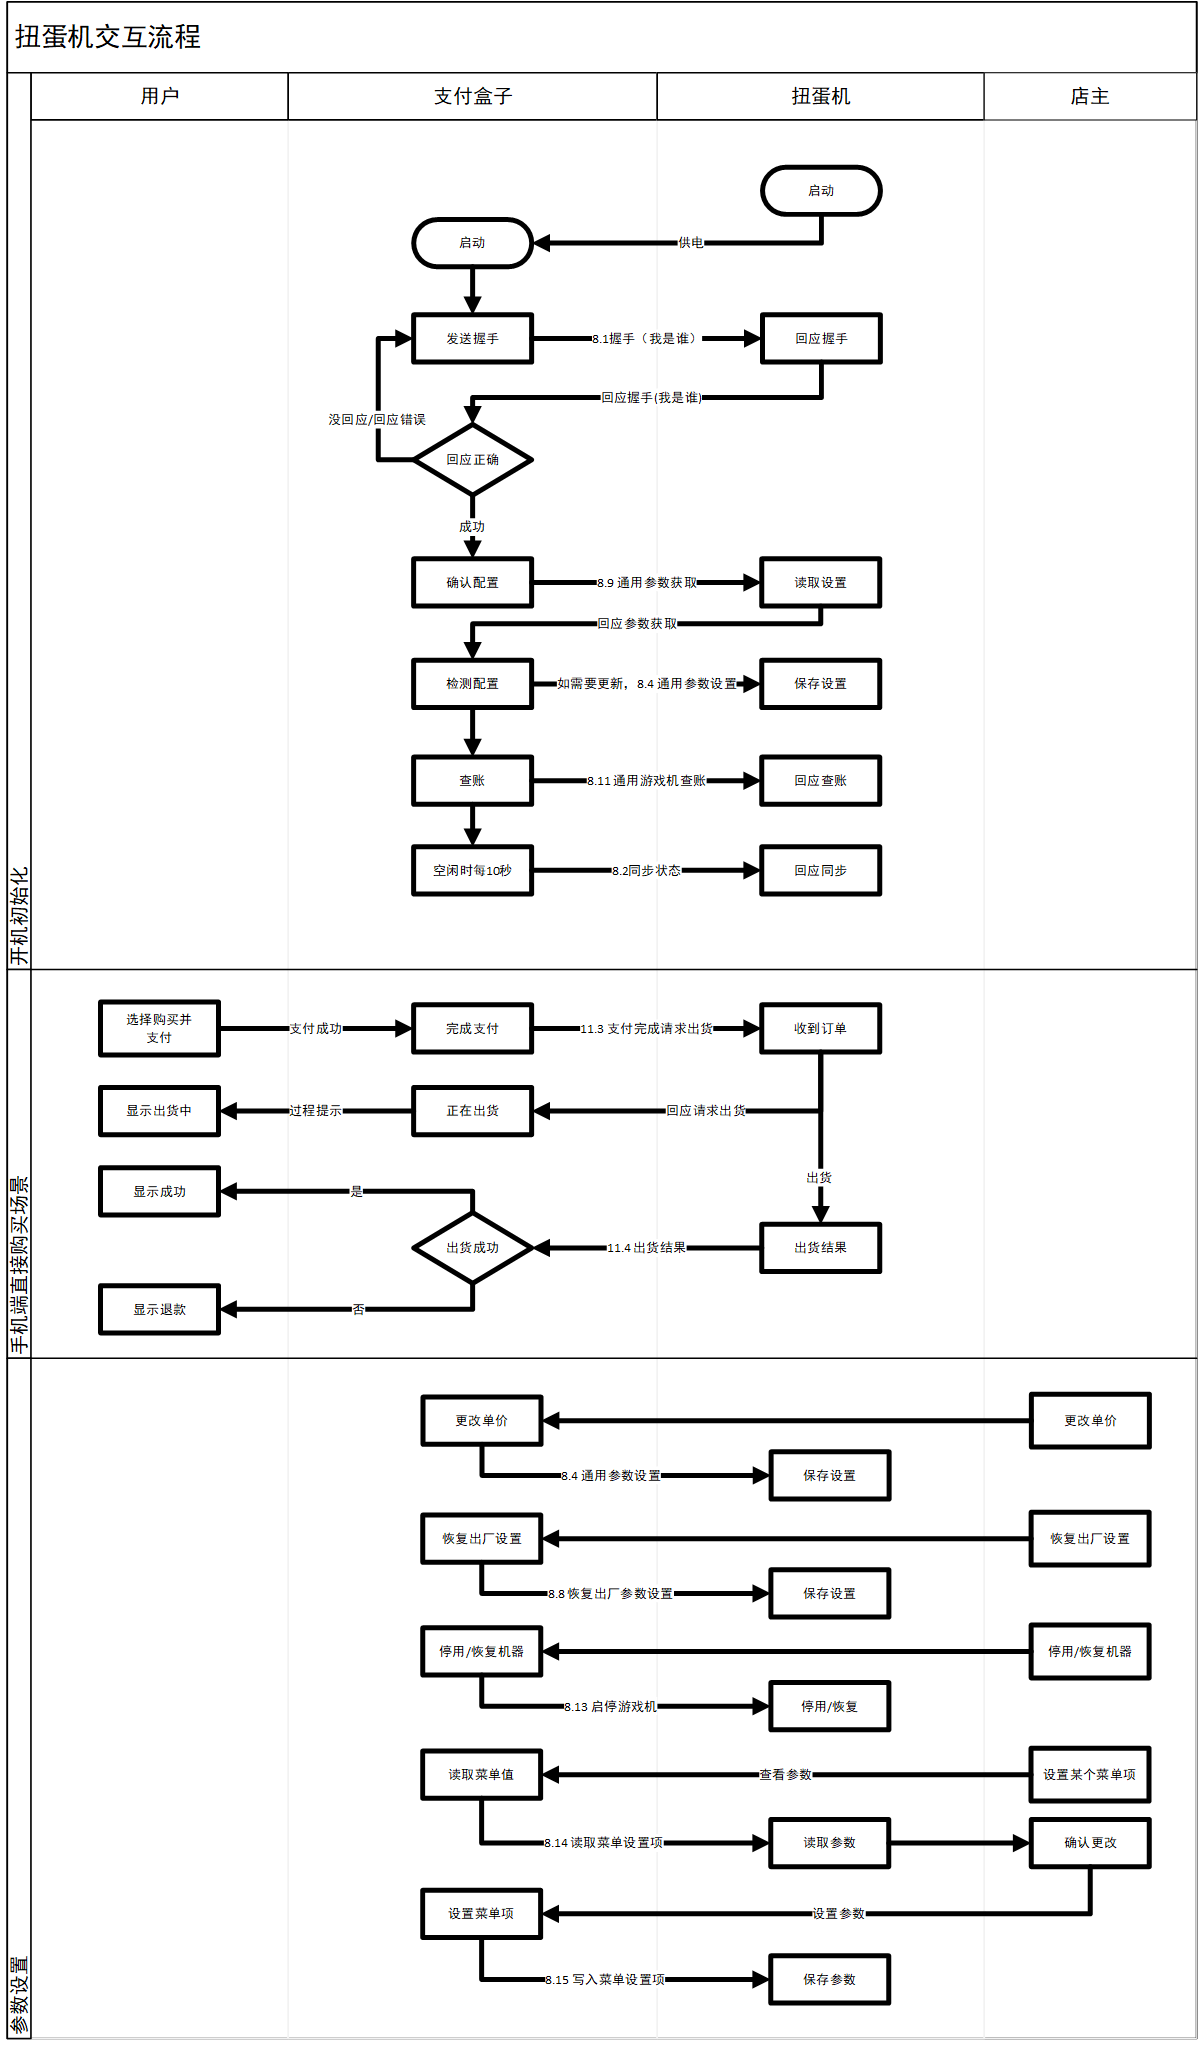 扭蛋机交互流程
用户
支付盒子
扭蛋机
店主
开机初始化
启动
供电
启动
发送握手
8.1握手（我是谁）
回应握手
回应握手(我是谁)
没回应/回应错误
回应正确
成功
确认配置
8.9 通用参数获取
读取设置
回应参数获取
检测配置
如需要更新，8.4 通用参数设置
保存设置
查账
8.11 通用游戏机查账
回应查账
空闲时每10秒
8.2同步状态
回应同步
手机端直接购买场景
选择购买并
支付
支付成功
完成支付
11.3 支付完成请求出货
收到订单
显示出货中
过程提示
正在出货
回应请求出货
出货
显示成功
是
出货成功
11.4 出货结果
出货结果
显示退款
否
参数设置
更改单价
更改单价
8.4 通用参数设置
保存设置
恢复出厂设置
恢复出厂设置
8.8 恢复出厂参数设置
保存设置
停用/恢复机器
停用/恢复机器
8.13 启停游戏机
停用/恢复
读取菜单值
查看参数
设置某个菜单项
8.14 读取菜单设置项
读取参数
确认更改
设置菜单项
设置参数
8.15 写入菜单设置项
保存参数